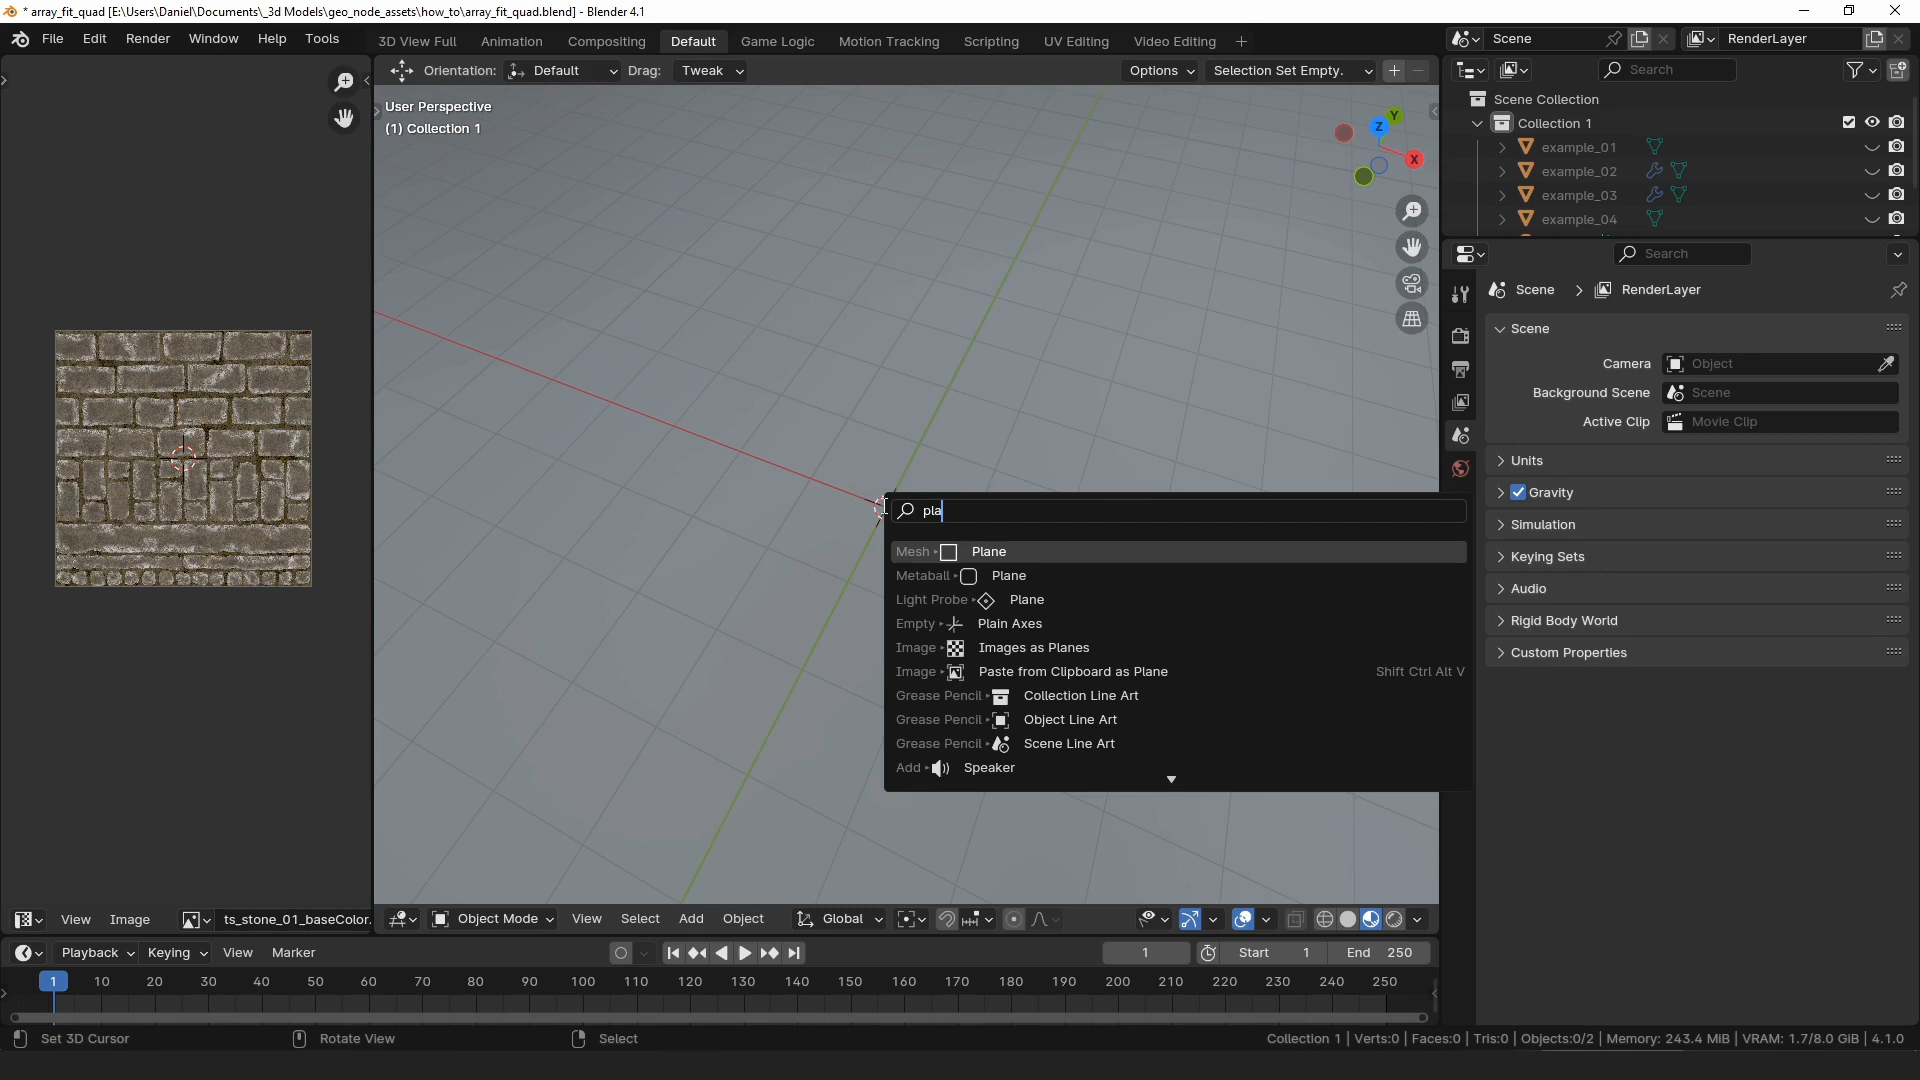 * array_fit_quad [E:\Users\Daniel\Documents\_3d Models\geo_node_assets\how_to\array_fit_quad.blend] - Blender 4.1
File Edit Render Window Help Tools
3D View Full Animation Compositing Default Game Logic Motion Tracking Scripting UV Editing Video Editing +
Scene RenderLayer
Orientation: Default Drag: Tweak Options Selection Set Empty.
Search
User Perspective
(1) Collection 1
Y
Z
X
Scene Collection
Collection 1
example_01
example_02
example_03
example_04
Search
Scene RenderLayer
Scene
Camera Object
Background Scene Scene
Active Clip Movie Clip
Units
Gravity
Simulation
Keying Sets
Audio
Rigid Body World
Custom Properties
pla
Mesh Plane
Metaball Plane
Light Probe Plane
Empty Plain Axes
Image Images as Planes
Image Paste from Clipboard as Plane Shift Ctrl Alt V
Grease Pencil Collection Line Art
Grease Pencil Object Line Art
Grease Pencil Scene Line Art
Add Speaker
View Image ts_stone_01_baseColor.
Object Mode View Select Add Object Global
Playback Keying View Marker 1 Start 1 End 250
1 10 20 30 40 50 60 70 80 90 100 110 120 130 140 150 160 170 180 190 200 210 220 230 240 250
Set 3D Cursor Rotate View Select Collection 1 | Verts:0 | Faces:0 | Tris:0 | Objects:0/2 | Memory: 243.4 MiB | VRAM: 1.7/8.0 GiB | 4.1.0